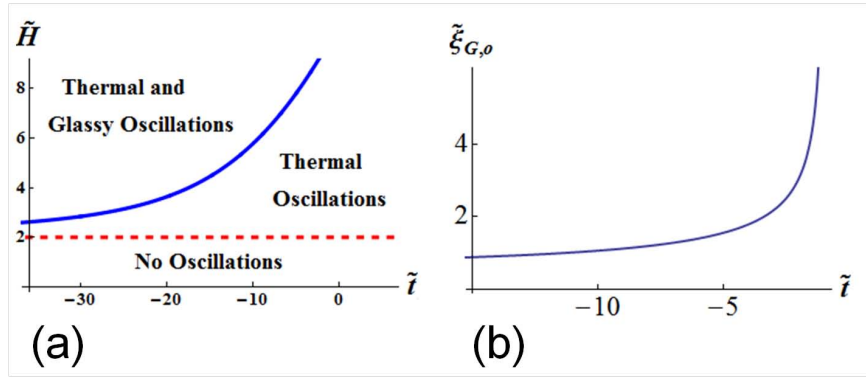 H̃
8
6
4
2
Thermal and
Glassy Oscillations
Thermal
Oscillations
No Oscillations
−30
−20
−10
0
t̃
(a)
ξ̃G,o
4
2
−10
−5
t̃
(b)